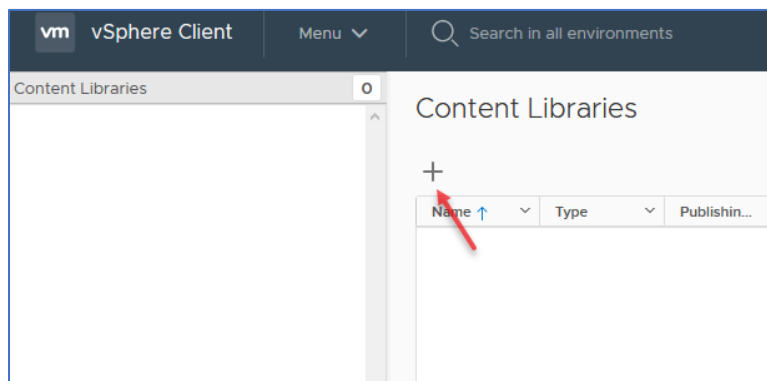 vm vSphere Client Menu Search in all environments
Content Libraries 0
Content Libraries
Name Type Publishin...